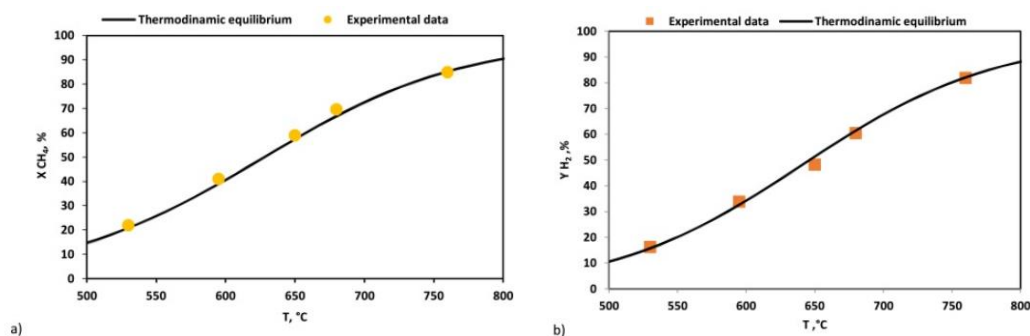 Thermodinamic equilibrium Experimental data
100
90
80
70
60
50
40
30
20
10
0
X CH₄, %
500 550 600 650 700 750 800
T, °C
a)
Experimental data Thermodinamic equilibrium
100
90
80
70
60
50
40
30
20
10
0
Y H₂ ,%
500 550 600 650 700 750 800
T ,°C
b)